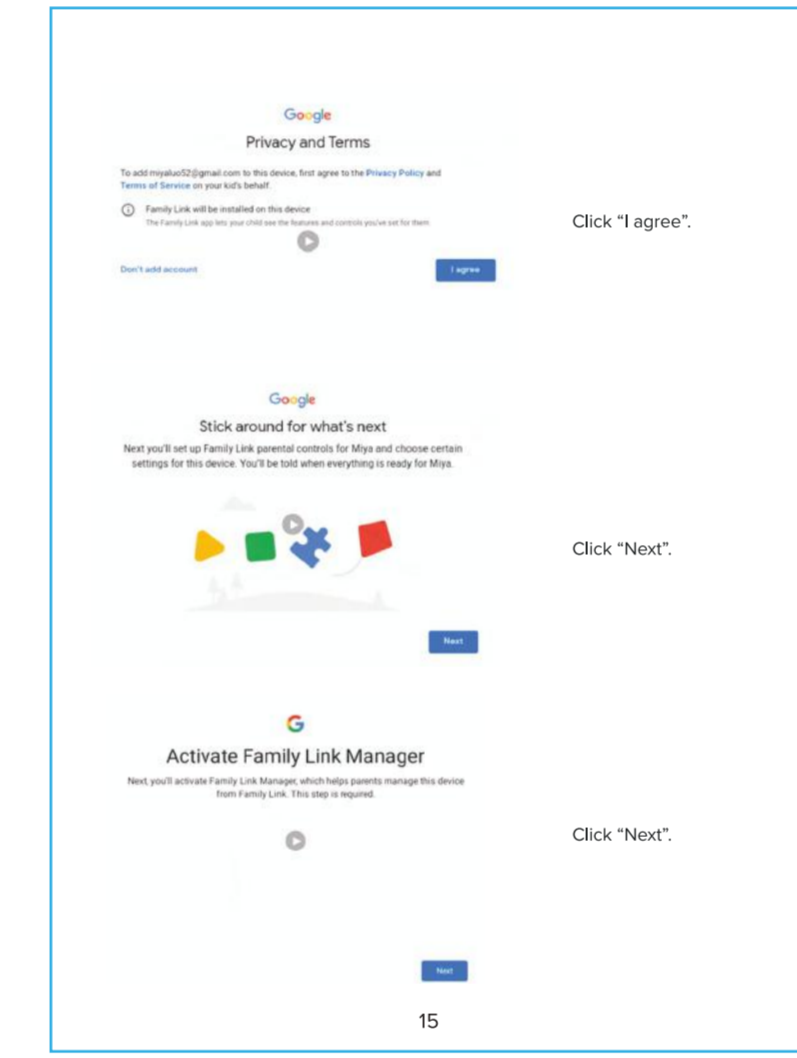 Google
Privacy and Terms
To add miyaluo52@gmail.com to this device, first agree to the Privacy Policy and
Terms of Service on your kid's behalf.
Family Link will be installed on this device
The Family Link app lets your child see the features and controls you've set for them.
Click “I agree”.
Don't add account
I agree
Google
Stick around for what's next
Next you'll set up Family Link parental controls for Miya and choose certain
settings for this device. You'll be told when everything is ready for Miya.
Click “Next”.
Next
G
Activate Family Link Manager
Next, you'll activate Family Link Manager, which helps parents manage this device
from Family Link. This step is required.
Click “Next”.
Next
15